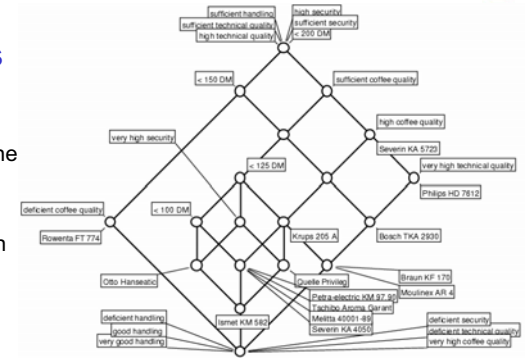 sufficient handling
high security
sufficient technical quality
sufficient security
high technical quality
< 200 DM
s
< 150 DM
sufficient coffee quality
high coffee quality
very high security
Severin KA 5723
ne
< 125 DM
very high technical quality
Philips HD 7612
deficient coffee quality
< 100 DM
Rowenta FT 774
Krups 205 A
Bosch TKA 2930
n
Otto Hanseatic
Quelle Privileg
Braun KF 170
Moulinex AR 4
Petra-electric KM 97.90
Tschibo Aroma Garant
Melitta 40001-89
Severin KA 4050
Ismet KM 582
deficient handling
good handling
very good handling
deficient security
deficient technical quality
very high coffee quality